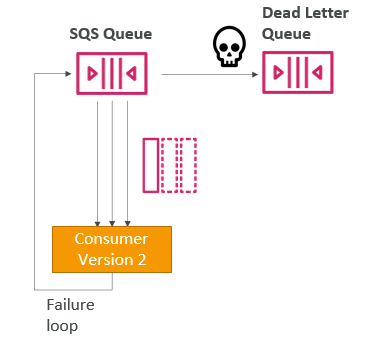 SQS Queue
Dead Letter
Queue
Consumer
Version 2
Failure
loop